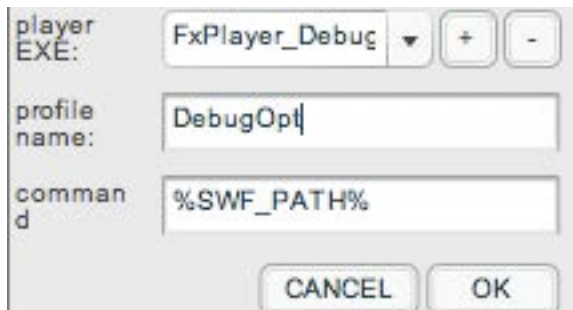 player
EXE:
FxPlayer_Debug
+
-
profile
name:
DebugOpt
comman
d
%SWF_PATH%
CANCEL
OK